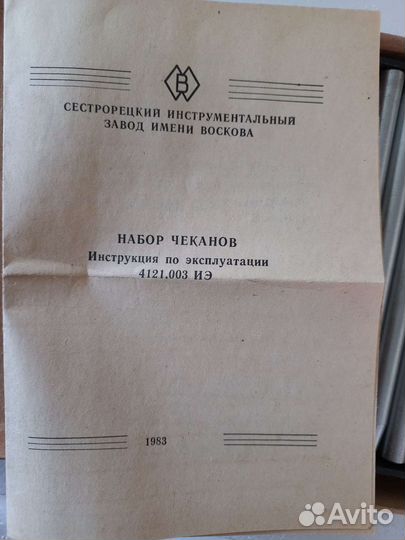 В
СЕСТРОРЕЦКИЙ ИНСТРУМЕНТАЛЬНЫЙ
ЗАВОД ИМЕНИ ВОСКОВА
НАБОР ЧЕКАНОВ
Инструкция по эксплуатации
4121.003 ИЭ
1983
Avito